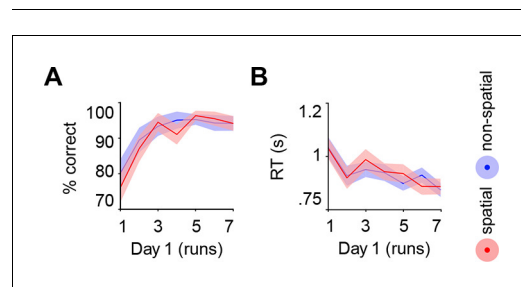 A
% correct
100
90
80
70
1 3 5 7
Day 1 (runs)
B
RT (s)
1.2
1
.75
1 3 5 7
Day 1 (runs)
non-spatial
spatial